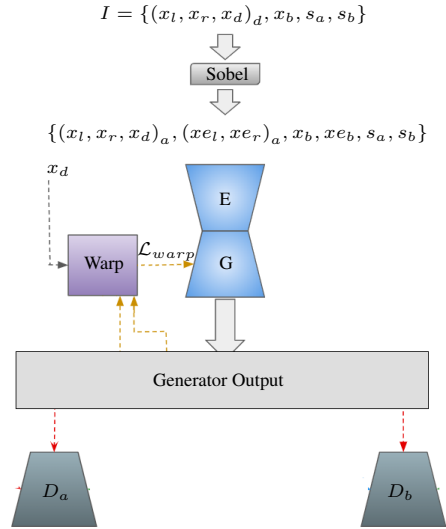 I = {(x_l, x_r, x_d)_d, x_b, s_a, s_b}
Sobel
{(x_l, x_r, x_d)_a, (xe_l, xe_r)_a, x_b, xe_b, s_a, s_b}
x_d
E
Warp
ℒ_warp
G
Generator Output
D_a
D_b